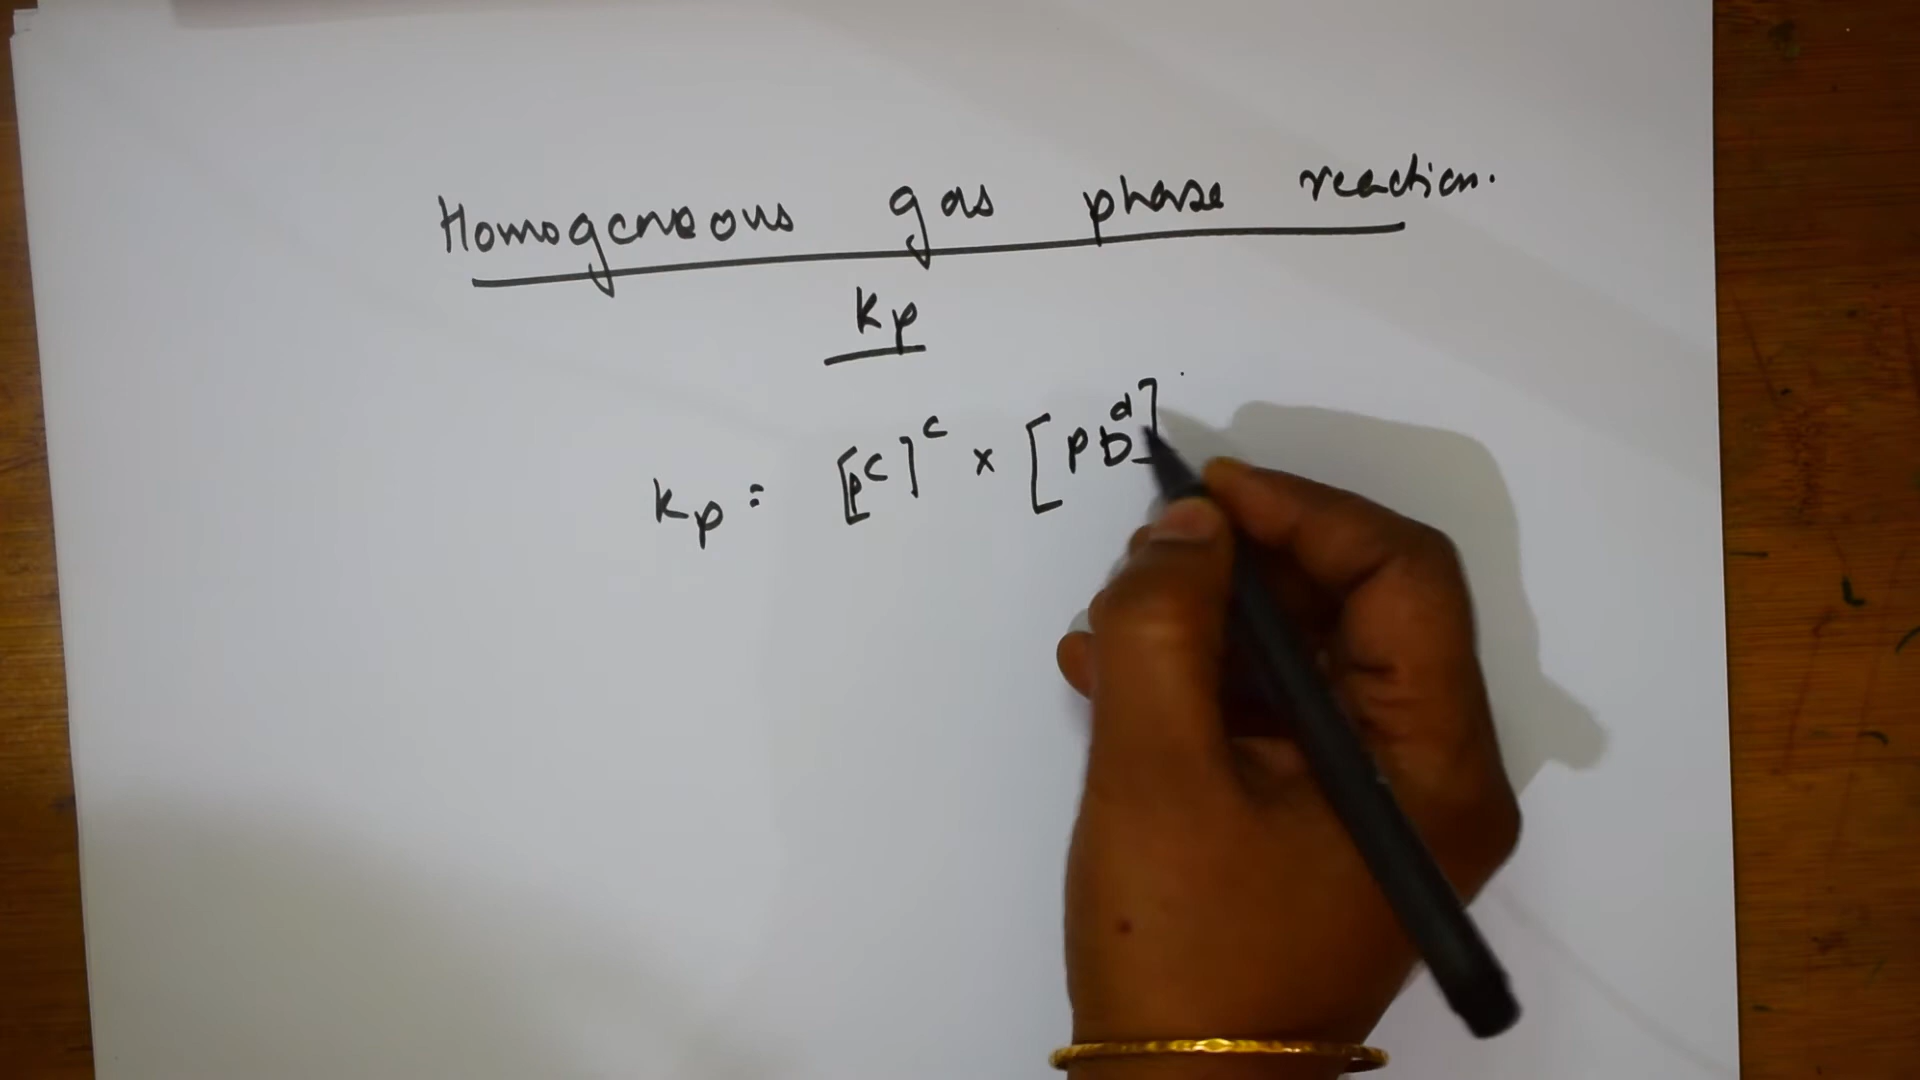 Homogeneous gas phase reaction.
Kp
Kp = [pC]^c × [PD^d]